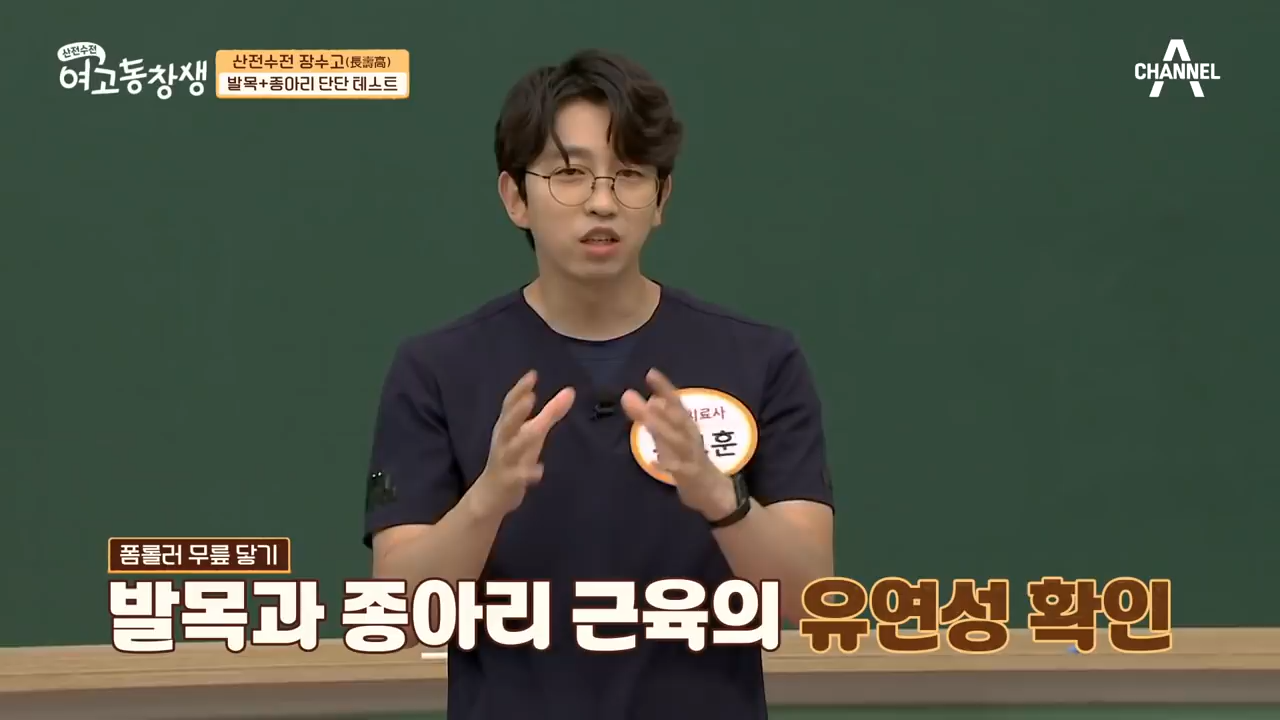 산전수전
여고동창생
산전수전 장수고(長壽高)
발목+종아리 단단 테스트
CHANNEL A
훈
폼롤러 무릎 닿기
발목과 종아리 근육의 유연성 확인